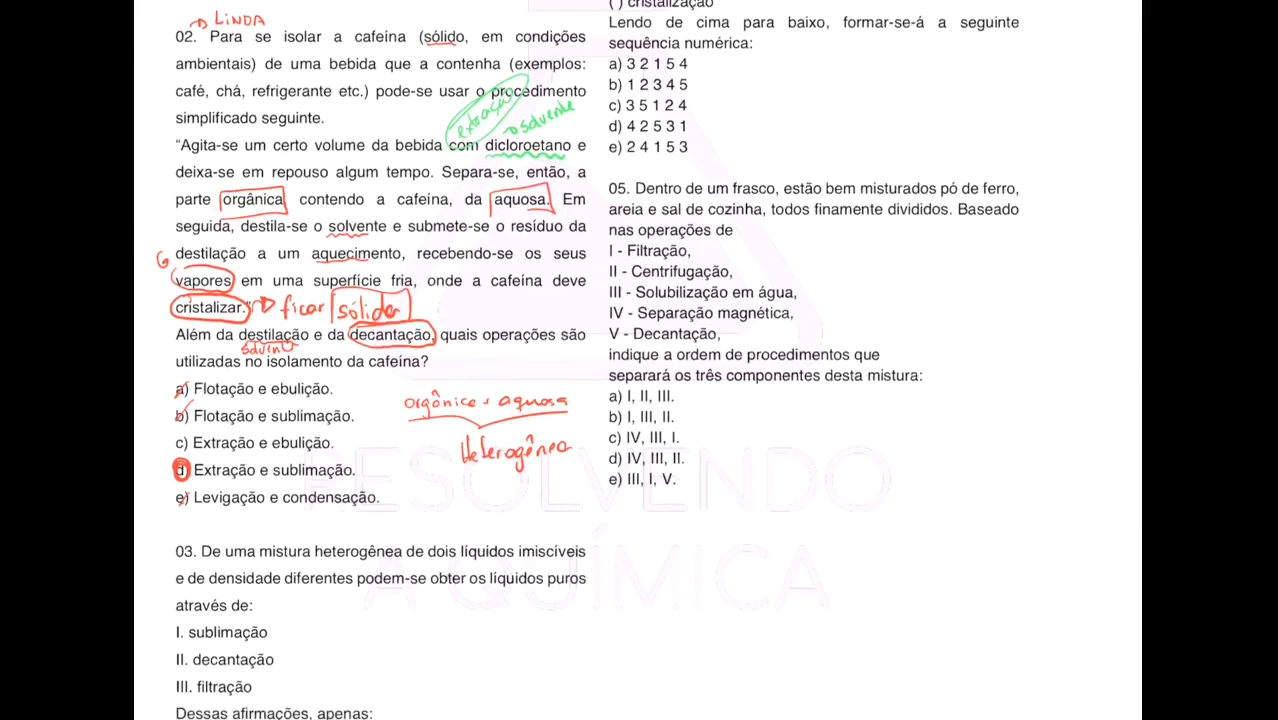 LINDA
02. Para se isolar a cafeína (sólido, em condições
ambientais) de uma bebida que a contenha (exemplos:
café, chá, refrigerante etc.) pode-se usar o procedimento
simplificado seguinte.
extração
solvente
“Agita-se um certo volume da bebida com dicloroetano e
deixa-se em repouso algum tempo. Separa-se, então, a
parte orgânica contendo a cafeína, da aquosa. Em
seguida, destila-se o solvente e submete-se o resíduo da
destilação a um aquecimento, recebendo-se os seus
vapores em uma superfície fria, onde a cafeína deve
cristalizar.” ficar sólida
Além da destilação e da decantação, quais operações são
utilizadas no isolamento da cafeína?
a) Flotação e ebulição.
b) Flotação e sublimação.
c) Extração e ebulição.
d) Extração e sublimação.
e) Levigação e condensação.
orgânica + aquosa
Heterogênea
03. De uma mistura heterogênea de dois líquidos imiscíveis
e de densidade diferentes podem-se obter os líquidos puros
através de:
I. sublimação
II. decantação
III. filtração
Dessas afirmações, apenas:
( ) cristalização
Lendo de cima para baixo, formar-se-á a seguinte
sequência numérica:
a) 3 2 1 5 4
b) 1 2 3 4 5
c) 3 5 1 2 4
d) 4 2 5 3 1
e) 2 4 1 5 3
05. Dentro de um frasco, estão bem misturados pó de ferro,
areia e sal de cozinha, todos finamente divididos. Baseado
nas operações de
I - Filtração,
II - Centrifugação,
III - Solubilização em água,
IV - Separação magnética,
V - Decantação,
indique a ordem de procedimentos que
separará os três componentes desta mistura:
a) I, II, III.
b) I, III, II.
c) IV, III, I.
d) IV, III, II.
e) III, I, V.
RESOLVENDO
A QUÍMICA